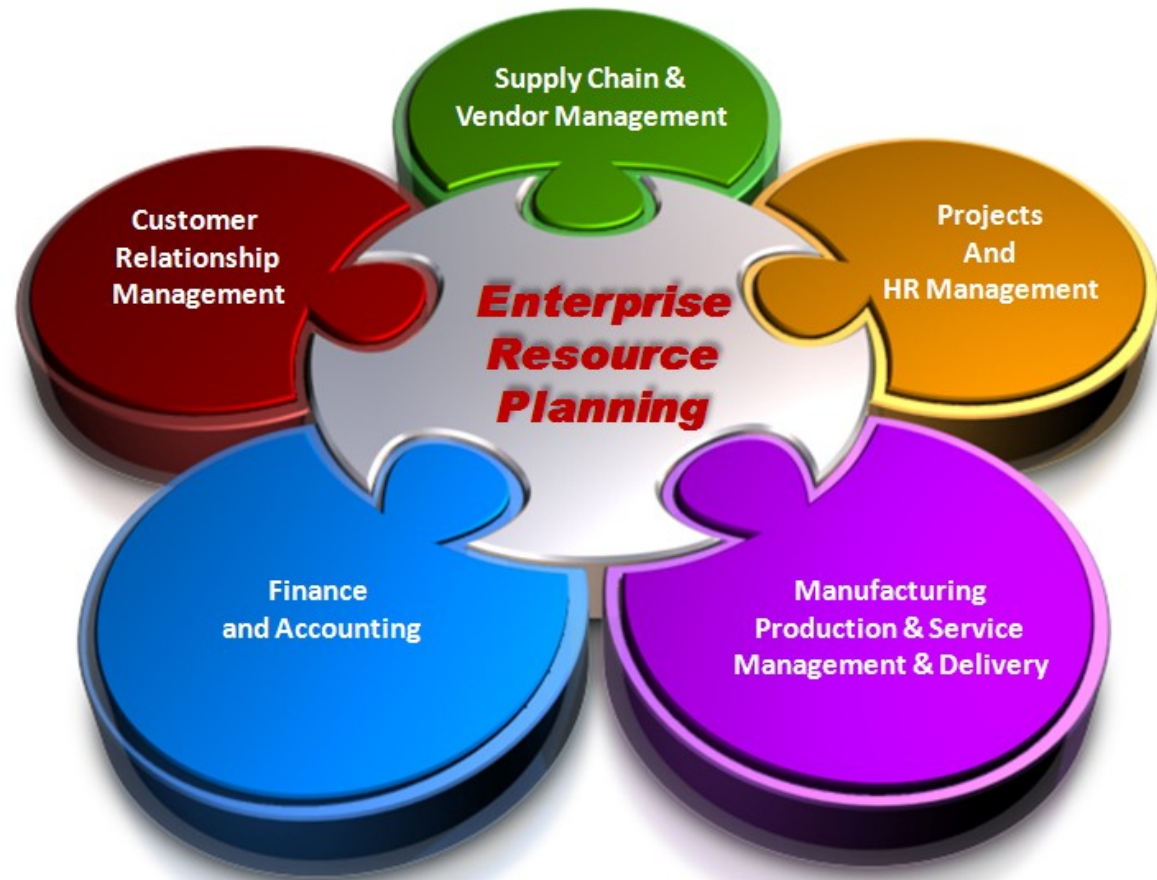 Supply Chain &
Vendor Management
Customer
Relationship
Management
Projects
And
HR Management
Enterprise
Resource
Planning
Finance
and Accounting
Manufacturing
Production & Service
Management & Delivery